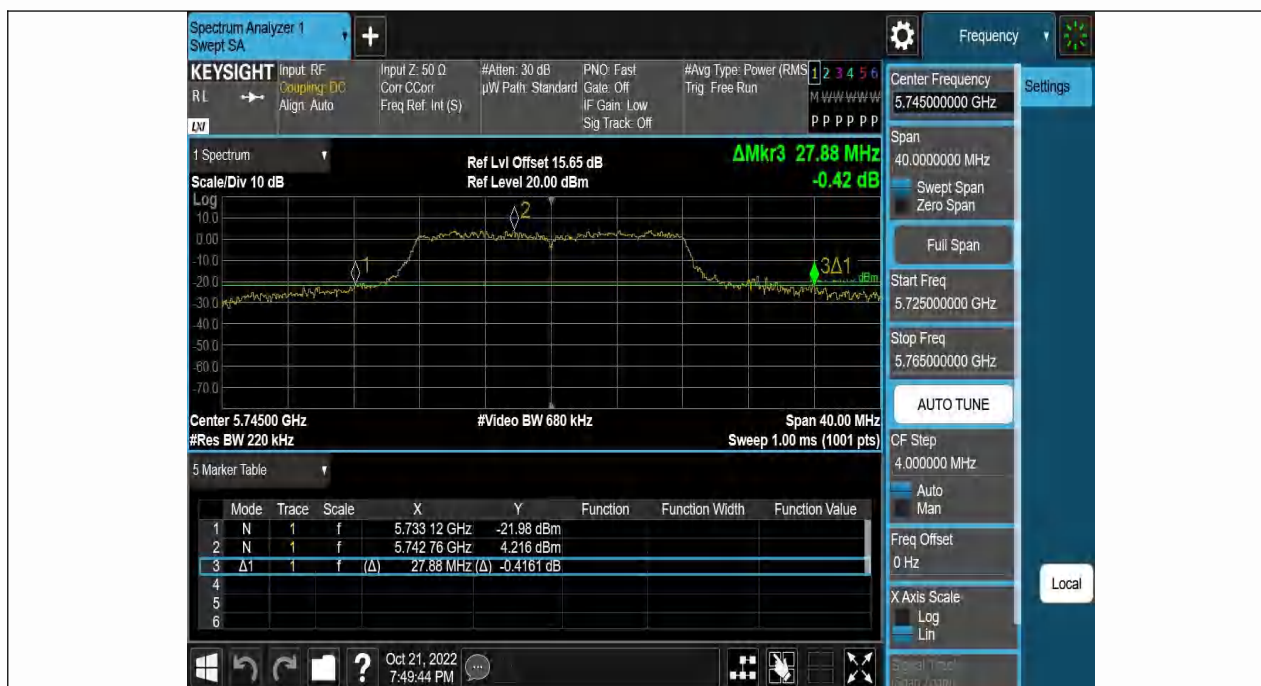 Spectrum Analyzer 1
Swept SA
+
Frequency
KEYSIGHT
RL
LXI
Input: RF
Coupling: DC
Align: Auto
Input Z: 50 Ω
Corr CCorr
Freq Ref: Int (S)
#Atten: 30 dB
µW Path: Standard
PNO: Fast
Gate: Off
IF Gain: Low
Sig Track: Off
#Avg Type: Power (RMS
Trig: Free Run
1 2 3 4 5 6
M W W W W W
P P P P P P
1 Spectrum
Scale/Div 10 dB
Ref Lvl Offset 15.65 dB
Ref Level 20.00 dBm
ΔMkr3 27.88 MHz
-0.42 dB
Log
10.0
0.00
-10.0
-20.0
-30.0
-40.0
-50.0
-60.0
-70.0
1
2
3Δ1
dBm
Center 5.74500 GHz
#Res BW 220 kHz
#Video BW 680 kHz
Span 40.00 MHz
Sweep 1.00 ms (1001 pts)
5 Marker Table
Mode Trace Scale X Y Function Function Width Function Value
1 N 1 f 5.733 12 GHz -21.98 dBm
2 N 1 f 5.742 76 GHz 4.216 dBm
3 Δ1 1 f (Δ) 27.88 MHz (Δ) -0.4161 dB
4
5
6
Oct 21, 2022
7:49:44 PM
Center Frequency
5.745000000 GHz
Span
40.0000000 MHz
Swept Span
Zero Span
Full Span
Start Freq
5.725000000 GHz
Stop Freq
5.765000000 GHz
AUTO TUNE
CF Step
4.000000 MHz
Auto
Man
Freq Offset
0 Hz
X Axis Scale
Log
Lin
Settings
Local